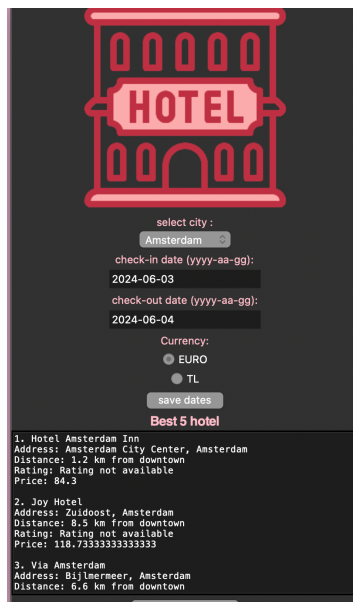 HOTEL
select city :
Amsterdam
check-in date (yyyy-aa-gg):
2024-06-03
check-out date (yyyy-aa-gg):
2024-06-04
Currency:
EURO
TL
save dates
Best 5 hotel
1. Hotel Amsterdam Inn
Address: Amsterdam City Center, Amsterdam
Distance: 1.2 km from downtown
Rating: Rating not available
Price: 84.3
2. Joy Hotel
Address: Zuidoost, Amsterdam
Distance: 8.5 km from downtown
Rating: Rating not available
Price: 118.73333333333333
3. Via Amsterdam
Address: Bijlmermeer, Amsterdam
Distance: 6.6 km from downtown